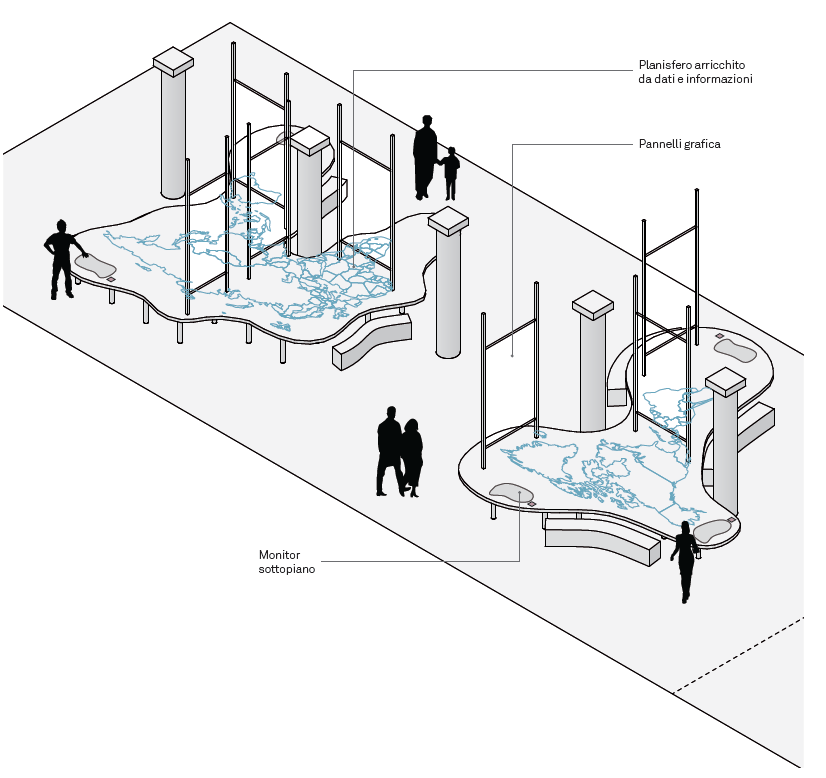 Planisfero arricchito
da dati e informazioni
Pannelli grafica
Monitor
sottopiano